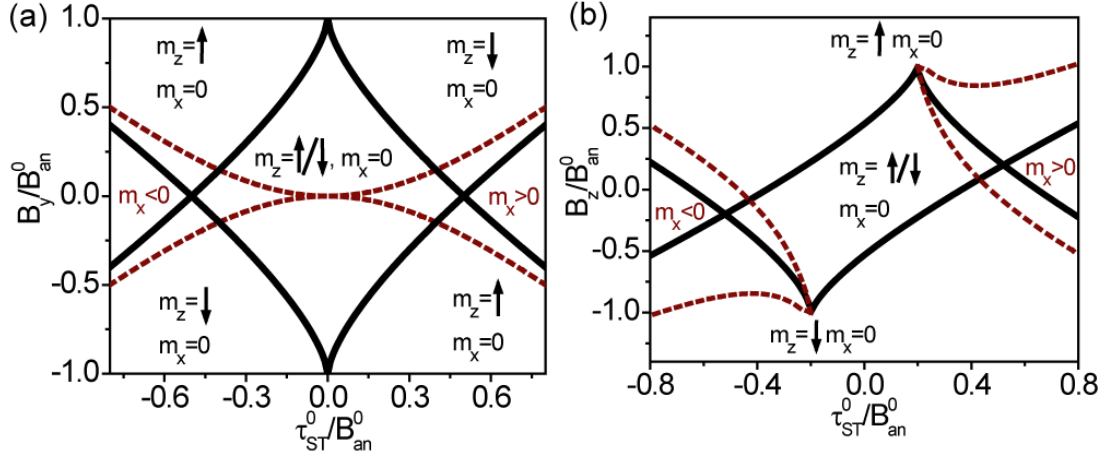 (a)
1.0
0.5
0.0
-0.5
-1.0
B_y/B^0_an
m_z=↑
m_x=0
m_z=↓
m_x=0
m_z=↑/↓, m_x=0
m_x<0
m_x>0
m_z=↓
m_x=0
m_z=↑
m_x=0
-0.6 -0.3 0.0 0.3 0.6
τ^0_ST/B^0_an
(b)
1.0
0.5
0.0
-0.5
-1.0
B_z/B^0_an
m_z=↑ m_x=0
m_z=↑/↓
m_x=0
m_x<0
m_x>0
m_z=↓ m_x=0
-0.8 -0.4 0.0 0.4 0.8
τ^0_ST/B^0_an